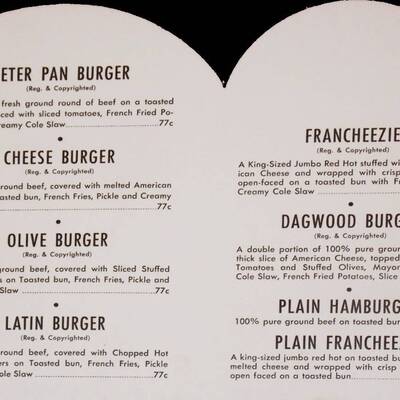 ETER PAN BURGER
(Reg. & Copyrighted)
fresh ground round of beef on a toasted
ced with sliced tomatoes, French Fried Po-
reamy Cole Slaw 77c
CHEESE BURGER
(Reg. & Copyrighted)
ound beef, covered with melted American
asted bun, French Fries, Pickle and Creamy
77c
OLIVE BURGER
(Reg. & Copyrighted)
ground beef, covered with Sliced Stuffed
ers on Toasted bun, French Fries, Pickle and
Slaw 77c
LATIN BURGER
(Reg. & Copyrighted)
ound beef, covered with Chopped Hot
ers on Toasted bun, French Fries, Pickle
ole Slaw 77c
FRANCHEEZIE
(Reg. & Copyrighted)
A King-Sized Jumbo Red Hot stuffed wi
ican Cheese and wrapped with crisp
open-faced on a toasted bun with F
Creamy Cole Slaw
DAGWOOD BURG
(Reg. & Copyrighted)
A double portion of 100% pure grou
thick slice of American Cheese, topped
Tomatoes and Stuffed Olives, Mayo
Cole Slaw, French Fried Potatoes, Slice
PLAIN HAMBURG
100% pure ground beef on toasted bun
PLAIN FRANCHEEZ
A king-sized jumbo red hot on toasted bu
melted cheese and wrapped with crisp
open faced on a toasted bun